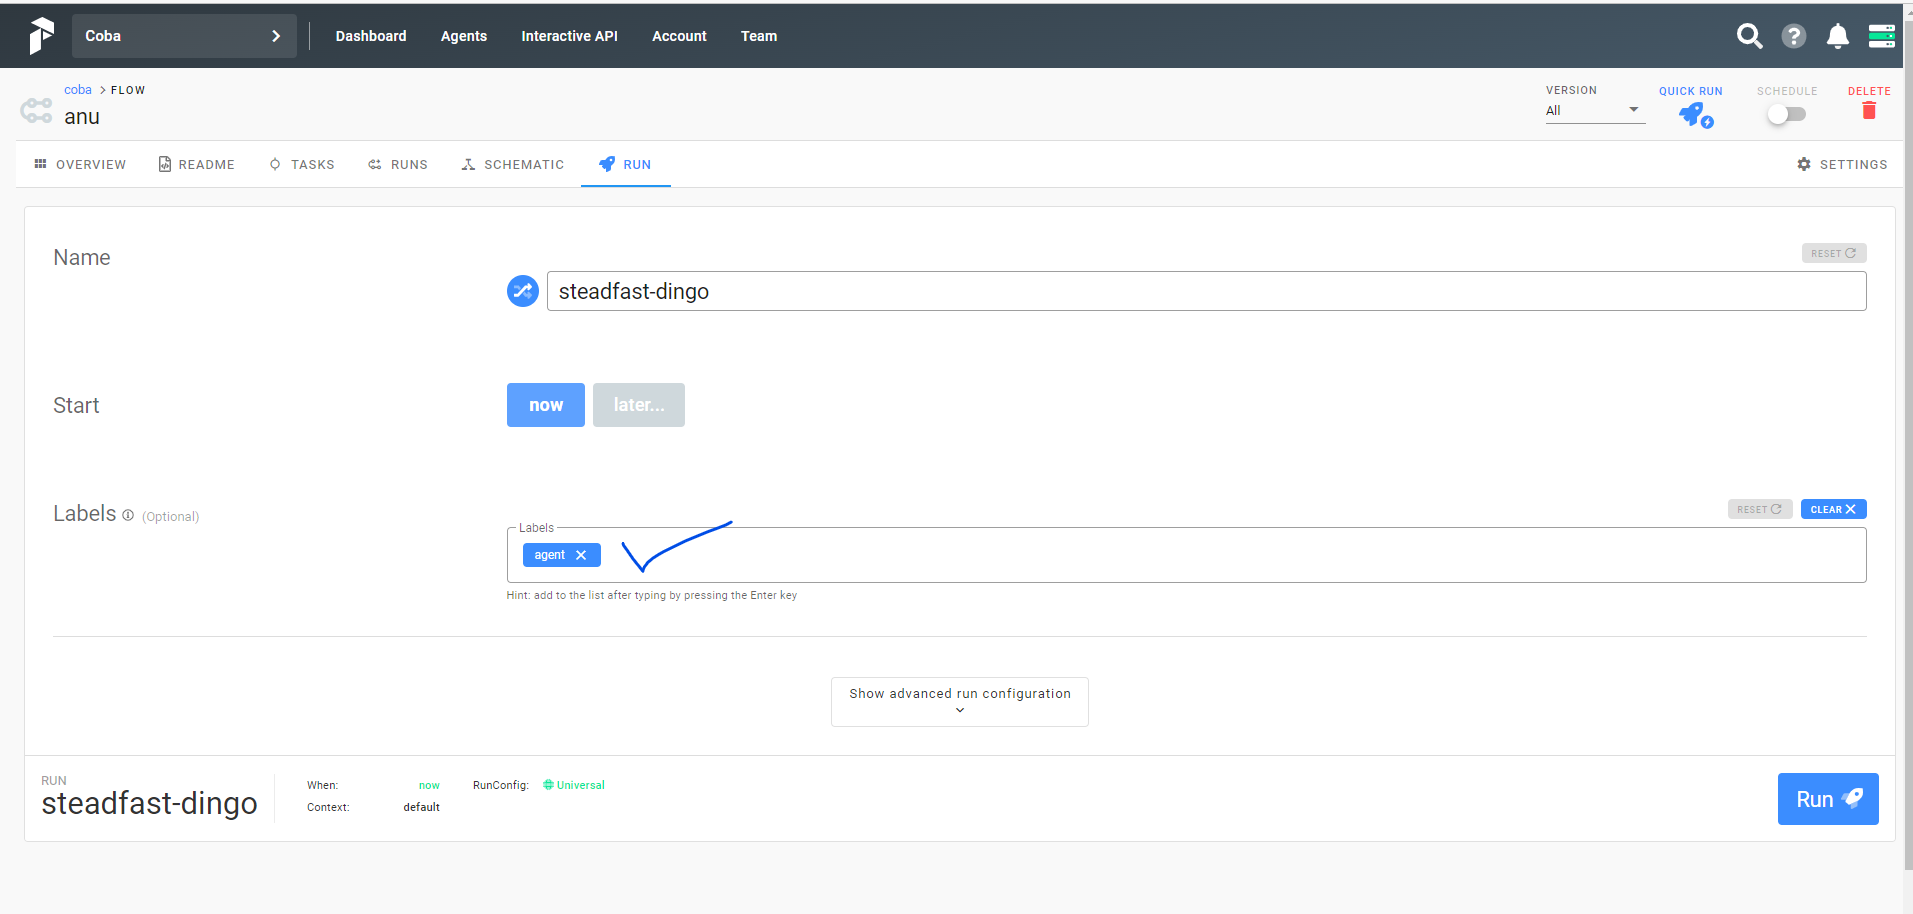 Coba
Dashboard Agents Interactive API Account Team
coba > FLOW
anu
VERSION
All
QUICK RUN
SCHEDULE
DELETE
OVERVIEW README TASKS RUNS SCHEMATIC RUN SETTINGS
Name
RESET
steadfast-dingo
Start
now later...
Labels (Optional)
RESET CLEAR
Labels
agent
Hint: add to the list after typing by pressing the Enter key
Show advanced run configuration
RUN
steadfast-dingo
When: now
Context: default
RunConfig: Universal
Run